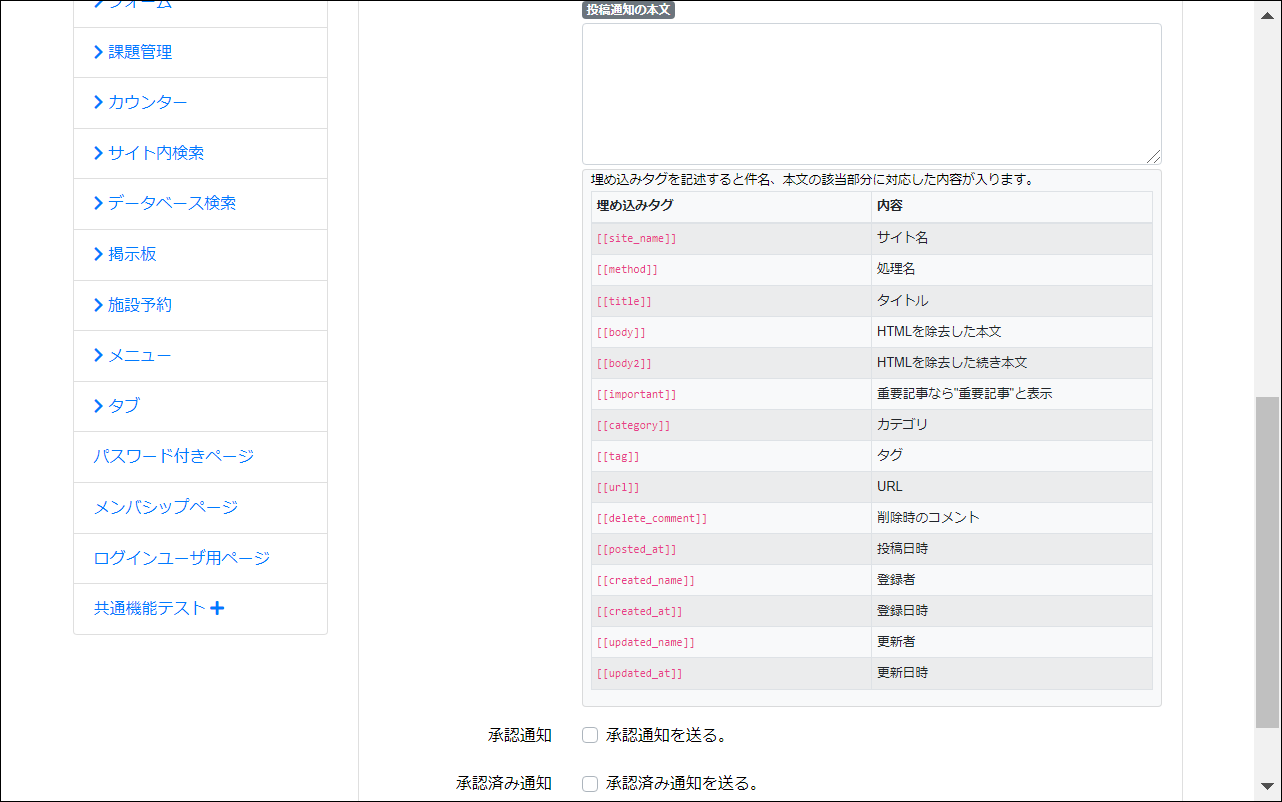 フォーム
課題管理
カウンター
サイト内検索
データベース検索
掲示板
施設予約
メニュー
タブ
パスワード付きページ
メンバシップページ
ログインユーザ用ページ
共通機能テスト
投稿通知の本文
埋め込みタグを記述すると件名、本文の該当部分に対応した内容が入ります。
埋め込みタグ 内容
[[site_name]] サイト名
[[method]] 処理名
[[title]] タイトル
[[body]] HTMLを除去した本文
[[body2]] HTMLを除去した続き本文
[[important]] 重要記事なら"重要記事"と表示
[[category]] カテゴリ
[[tag]] タグ
[[url]] URL
[[delete_comment]] 削除時のコメント
[[posted_at]] 投稿日時
[[created_name]] 登録者
[[created_at]] 登録日時
[[updated_name]] 更新者
[[updated_at]] 更新日時
承認通知 承認通知を送る。
承認済み通知 承認済み通知を送る。